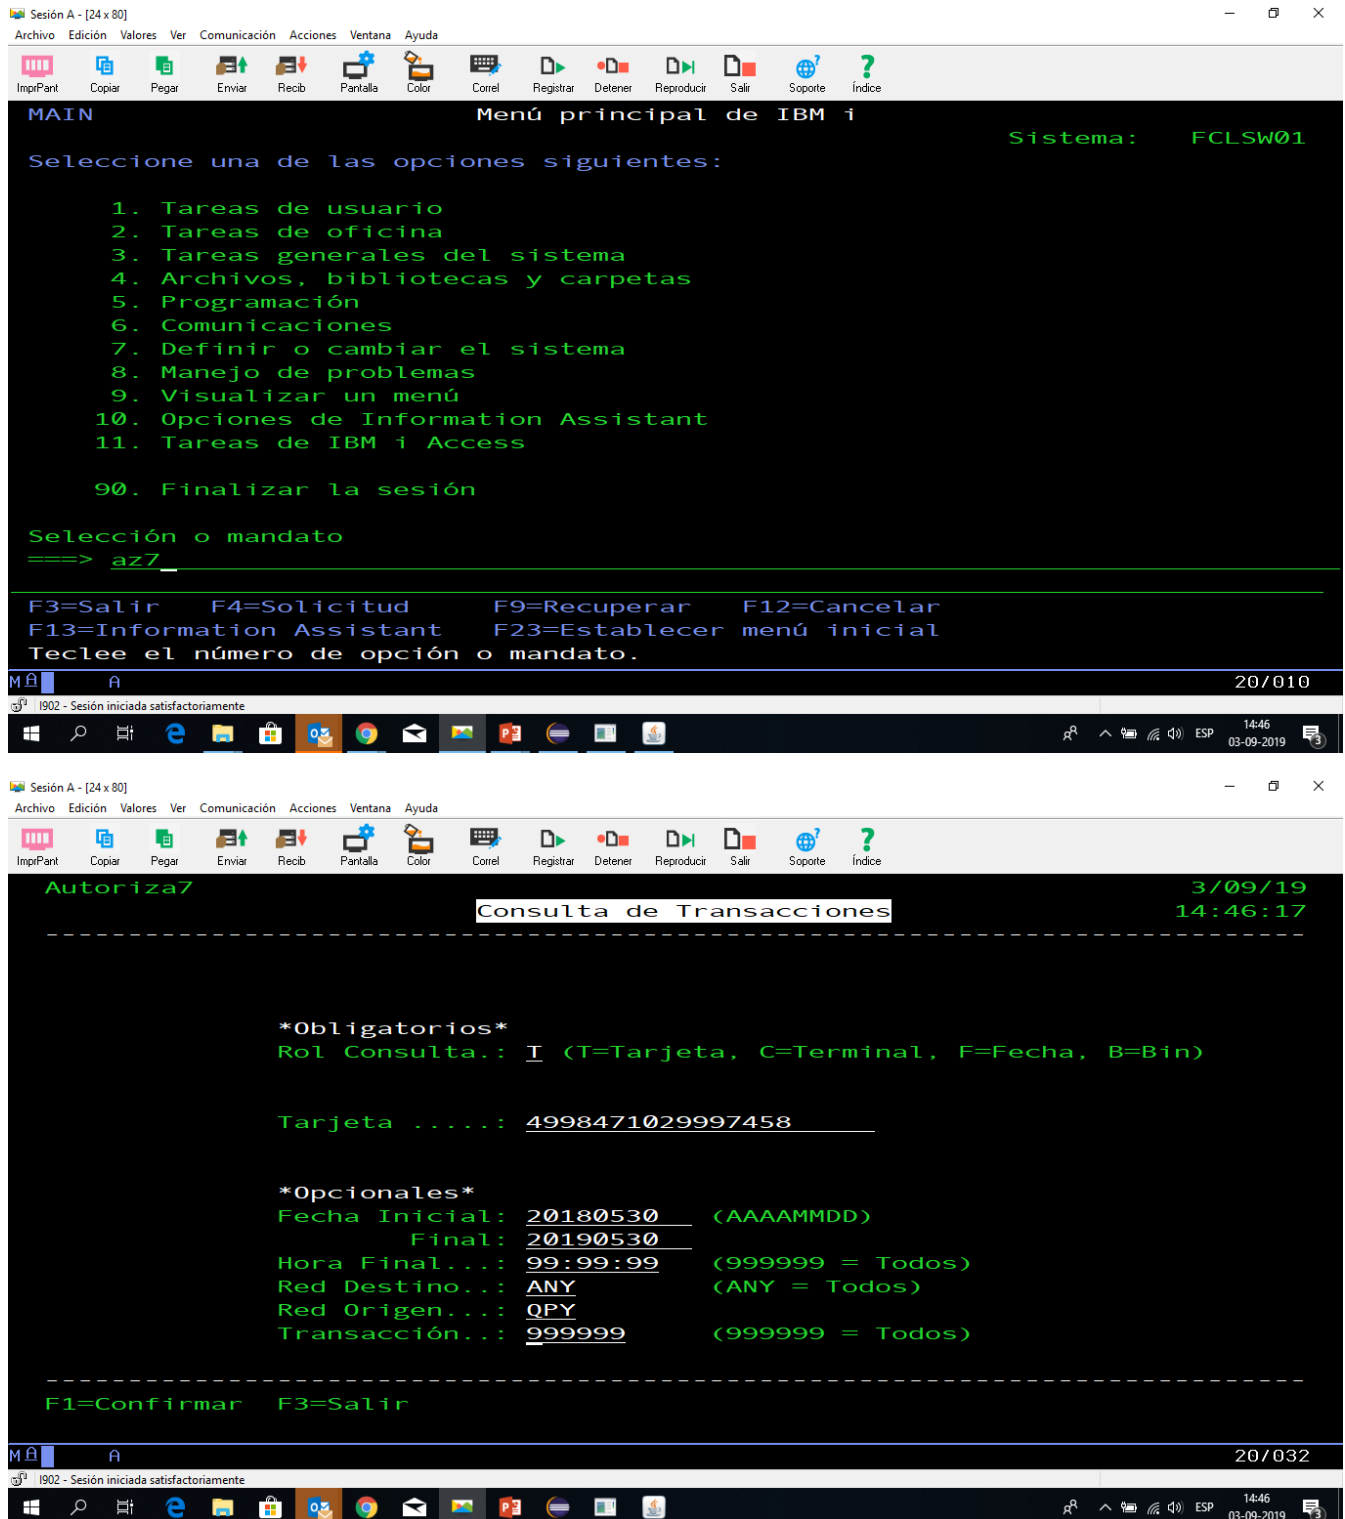 Sesión A - [24 x 80]
Archivo Edición Valores Ver Comunicación Acciones Ventana Ayuda
ImprPant Copiar Pegar Enviar Recib Pantalla Color Correl Registrar Detener Reproducir Salir Soporte Índice
MAIN Menú principal de IBM i
Sistema: FCLSW01
Seleccione una de las opciones siguientes:
1. Tareas de usuario
2. Tareas de oficina
3. Tareas generales del sistema
4. Archivos, bibliotecas y carpetas
5. Programación
6. Comunicaciones
7. Definir o cambiar el sistema
8. Manejo de problemas
9. Visualizar un menú
10. Opciones de Information Assistant
11. Tareas de IBM i Access
90. Finalizar la sesión
Selección o mandato
===> az7
F3=Salir F4=Solicitud F9=Recuperar F12=Cancelar
F13=Information Assistant F23=Establecer menú inicial
Teclee el número de opción o mandato.
MA A 20/010
I902 - Sesión iniciada satisfactoriamente
ESP 14:46
03-09-2019 3
Sesión A - [24 x 80]
Archivo Edición Valores Ver Comunicación Acciones Ventana Ayuda
ImprPant Copiar Pegar Enviar Recib Pantalla Color Correl Registrar Detener Reproducir Salir Soporte Índice
Autoriza7 3/09/19
Consulta de Transacciones 14:46:17
--------------------------------------------------------------------------------
*Obligatorios*
Rol Consulta.: T (T=Tarjeta, C=Terminal, F=Fecha, B=Bin)
Tarjeta .....: 4998471029997458
*Opcionales*
Fecha Inicial: 20180530 (AAAAMMDD)
Final: 20190530
Hora Final...: 99:99:99 (999999 = Todos)
Red Destino..: ANY (ANY = Todos)
Red Origen...: QPY
Transacción..: 999999 (999999 = Todos)
--------------------------------------------------------------------------------
F1=Confirmar F3=Salir
MA A 20/032
I902 - Sesión iniciada satisfactoriamente
ESP 14:46
03-09-2019 3